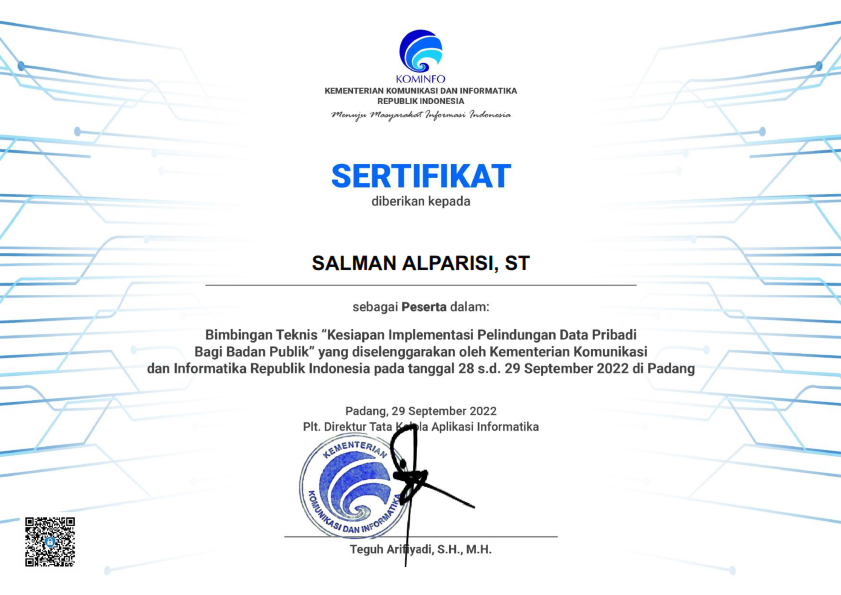 KOMINFO
KEMENTERIAN KOMUNIKASI DAN INFORMATIKA
REPUBLIK INDONESIA
Menuju Masyarakat Informasi Indonesia
SERTIFIKAT
diberikan kepada
SALMAN ALPARISI, ST
sebagai Peserta dalam:
Bimbingan Teknis “Kesiapan Implementasi Pelindungan Data Pribadi
Bagi Badan Publik” yang diselenggarakan oleh Kementerian Komunikasi
dan Informatika Republik Indonesia pada tanggal 28 s.d. 29 September 2022 di Padang
Padang, 29 September 2022
Plt. Direktur Tata Kelola Aplikasi Informatika
KEMENTERIAN
KOMUNIKASI DAN INFORMATIKA
Teguh Arifiyadi, S.H., M.H.